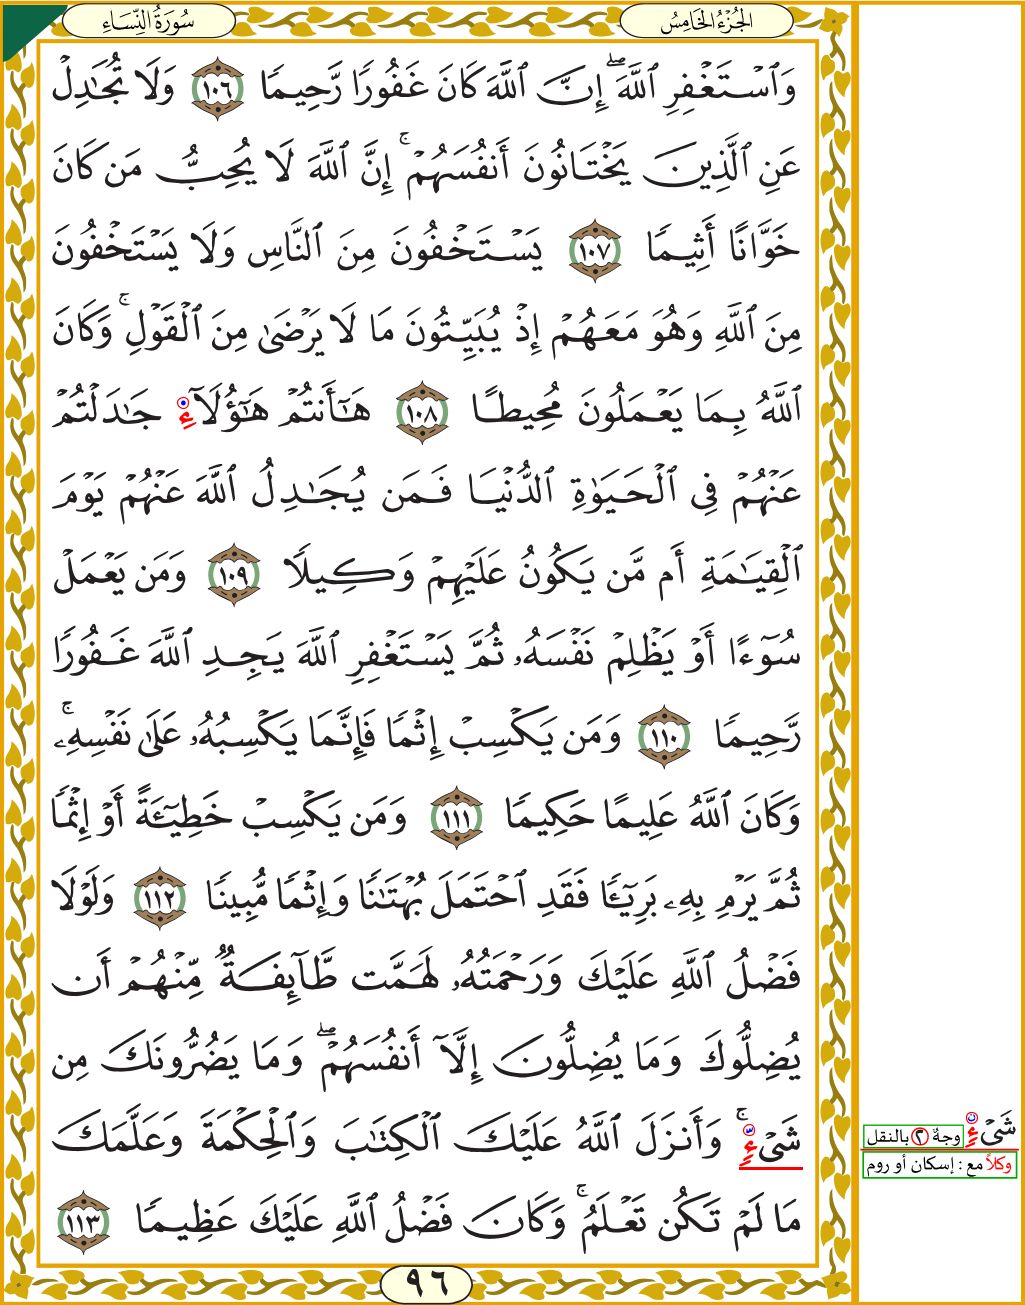 سُورَةُ النِّسَاءِ
الجُزْءُ الخَامِسُ
وَٱسْتَغْفِرِ ٱللَّهَۖ إِنَّ ٱللَّهَ كَانَ غَفُورٗا رَّحِيمٗا ١٠٦ وَلَا تُجَٰدِلْ
عَنِ ٱلَّذِينَ يَخْتَانُونَ أَنفُسَهُمْۚ إِنَّ ٱللَّهَ لَا يُحِبُّ مَن كَانَ
خَوَّانًا أَثِيمٗا ١٠٧ يَسْتَخْفُونَ مِنَ ٱلنَّاسِ وَلَا يَسْتَخْفُونَ
مِنَ ٱللَّهِ وَهُوَ مَعَهُمْ إِذْ يُبَيِّتُونَ مَا لَا يَرْضَىٰ مِنَ ٱلْقَوْلِۚ وَكَانَ
ٱللَّهُ بِمَا يَعْمَلُونَ مُحِيطًا ١٠٨ هَٰٓأَنتُمْ هَٰٓؤُلَآءِ جَٰدَلْتُمْ
عَنْهُمْ فِي ٱلْحَيَوٰةِ ٱلدُّنْيَا فَمَن يُجَٰدِلُ ٱللَّهَ عَنْهُمْ يَوْمَ
ٱلْقِيَٰمَةِ أَم مَّن يَكُونُ عَلَيْهِمْ وَكِيلٗا ١٠٩ وَمَن يَعْمَلْ
سُوٓءًا أَوْ يَظْلِمْ نَفْسَهُۥ ثُمَّ يَسْتَغْفِرِ ٱللَّهَ يَجِدِ ٱللَّهَ غَفُورٗا
رَّحِيمٗا ١١٠ وَمَن يَكْسِبْ إِثْمٗا فَإِنَّمَا يَكْسِبُهُۥ عَلَىٰ نَفْسِهِۦۚ
وَكَانَ ٱللَّهُ عَلِيمًا حَكِيمٗا ١١١ وَمَن يَكْسِبْ خَطِيٓـَٔةً أَوْ إِثْمٗا
ثُمَّ يَرْمِ بِهِۦ بَرِيٓـٔٗا فَقَدِ ٱحْتَمَلَ بُهْتَٰنٗا وَإِثْمٗا مُّبِينٗا ١١٢ وَلَوْلَا
فَضْلُ ٱللَّهِ عَلَيْكَ وَرَحْمَتُهُۥ لَهَمَّت طَّآئِفَةٌ مِّنْهُمْ أَن
يُضِلُّوكَ وَمَا يُضِلُّونَ إِلَّآ أَنفُسَهُمْۖ وَمَا يَضُرُّونَكَ مِن
شَيْءٍۚ وَأَنزَلَ ٱللَّهُ عَلَيْكَ ٱلْكِتَٰبَ وَٱلْحِكْمَةَ وَعَلَّمَكَ
مَا لَمْ تَكُن تَعْلَمُۚ وَكَانَ فَضْلُ ٱللَّهِ عَلَيْكَ عَظِيمٗا ١١٣
شَيْءٍ وجهٌ ٢ بالنقل
وكلاً مع : إسكان أو روم
٩٦